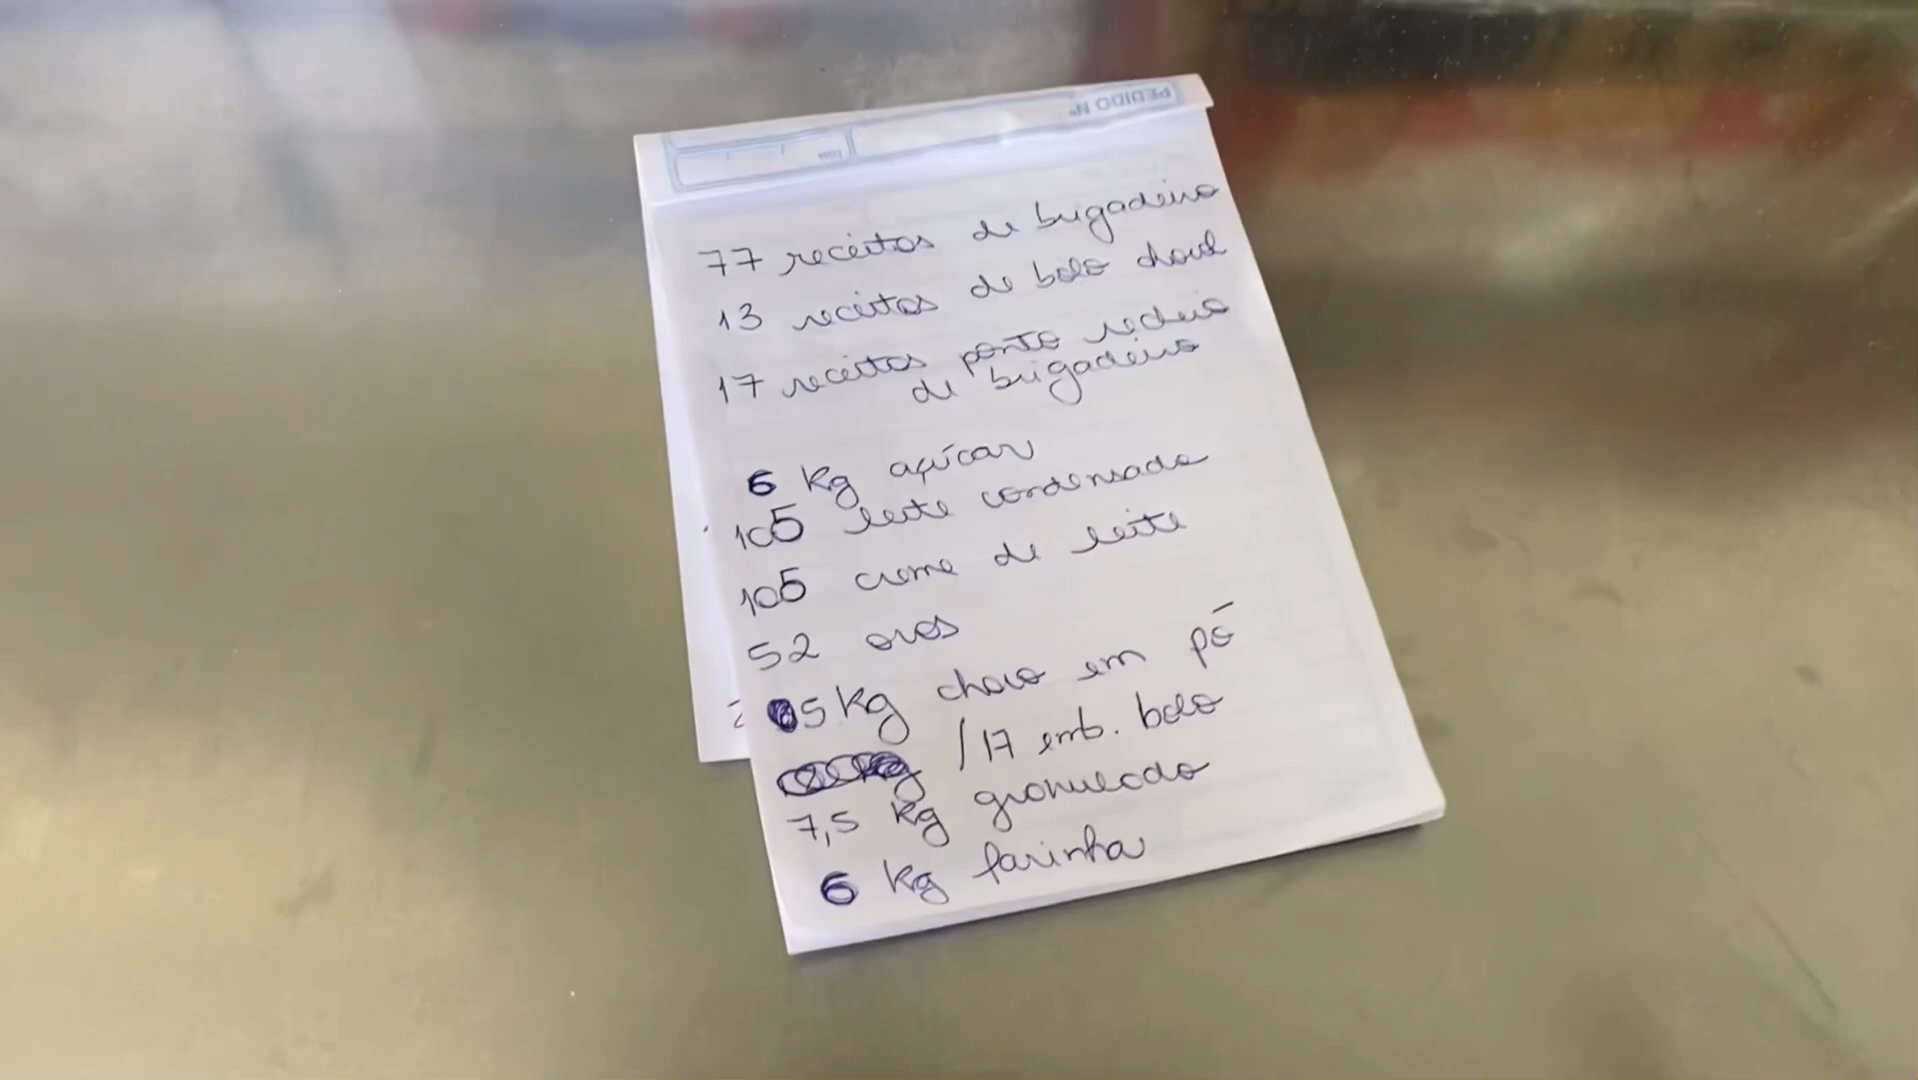 PEDIDO Nº
77 receitas de brigadeiro
13 receitas de bolo choco
17 receitas ponto recheio
de brigadeiro
6 kg açúcar
105 leite condensado
105 creme de leite
52 ovos
5 kg choco em pó
/ 17 emb. bolo
7,5 kg granulado
6 kg farinha